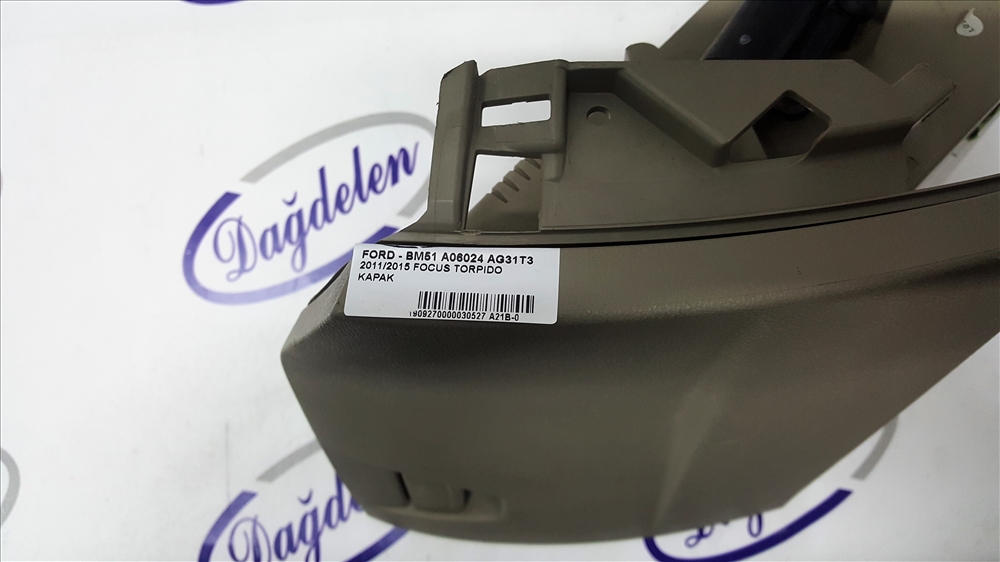 Dağdelen
FORD - BM51 A06024 AG31T3
2011/2015 FOCUS TORPIDO
KAPAK
1909270000030527 A21B-0
Dağdelen